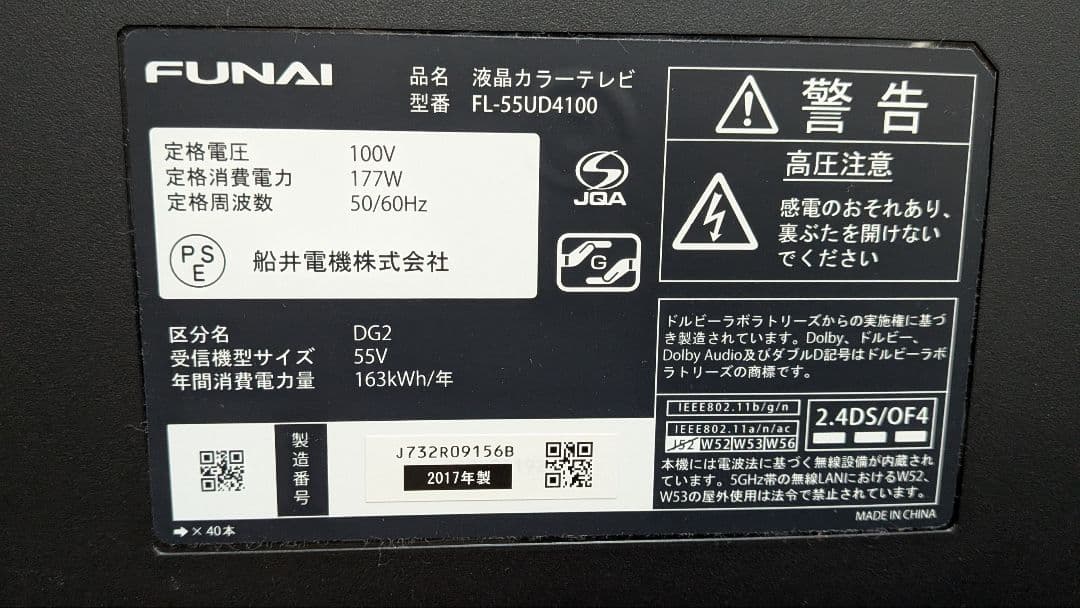 FUNAI
品名 液晶カラーテレビ
型番 FL-55UD4100
定格電圧 100V
定格消費電力 177W
定格周波数 50/60Hz
PSE
船井電機株式会社
JQA
G
区分名 DG2
受信機型サイズ 55V
年間消費電力量 163kWh/年
製造番号
J732R09156B
2017年製
➡× 40本
警告
高圧注意
感電のおそれあり、
裏ぶたを開けない
でください
ドルビーラボラトリーズからの実施権に基づ
き製造されています。Dolby、ドルビー、
Dolby Audio及びダブルD記号はドルビーラボ
ラトリーズの商標です。
IEEE802.11b/g/n
IEEE802.11a/n/ac
J52 W52 W53 W56
2.4DS/OF4
本機には電波法に基づく無線設備が内蔵され
ています。5GHz帯の無線LANにおけるW52、
W53の屋外使用は法令で禁止されています。
MADE IN CHINA